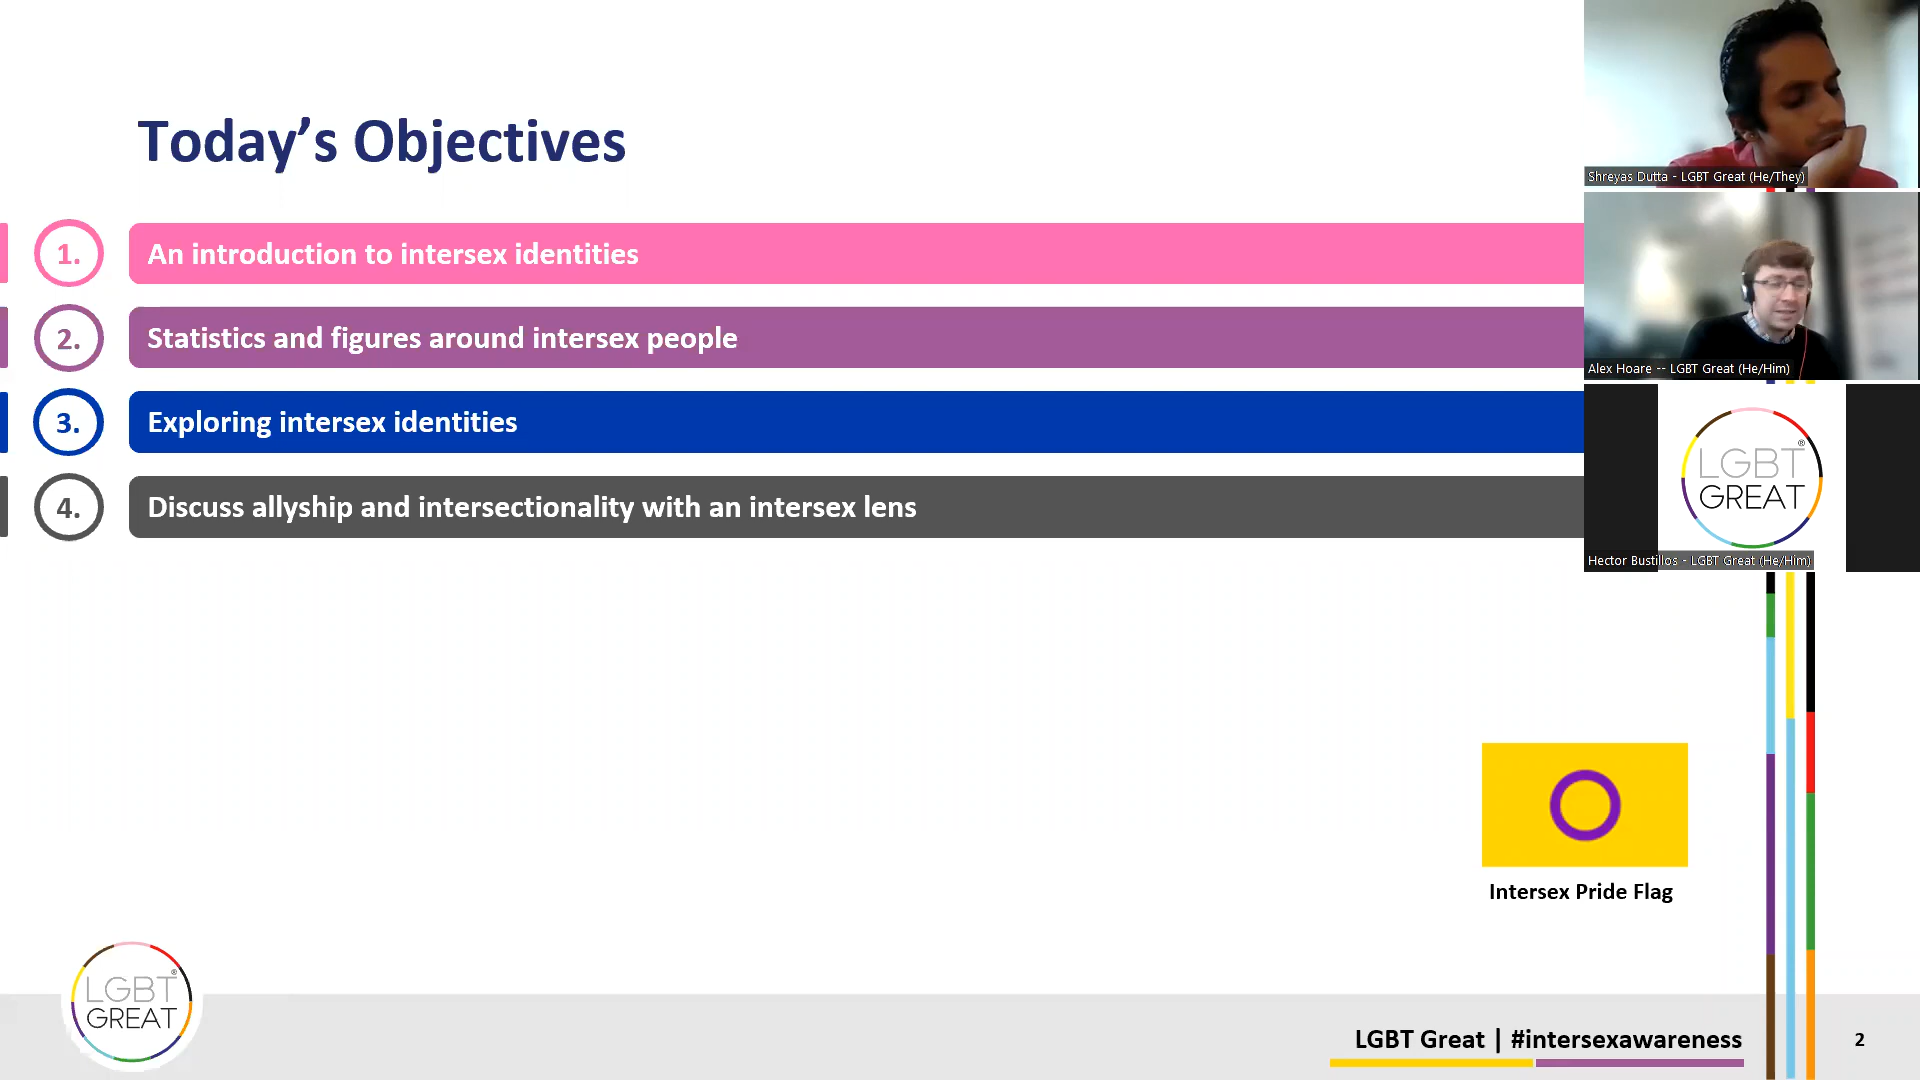 Today's Objectives
1.
An introduction to intersex identities
2.
Statistics and figures around intersex people
3.
Exploring intersex identities
4.
Discuss allyship and intersectionality with an intersex lens
Shreyas Dutta - LGBT Great (He/They)
Alex Hoare -- LGBT Great (He/Him)
LGBT®
GREAT
Hector Bustillos - LGBT Great (He/Him)
Intersex Pride Flag
LGBT®
GREAT
LGBT Great | #intersexawareness
2